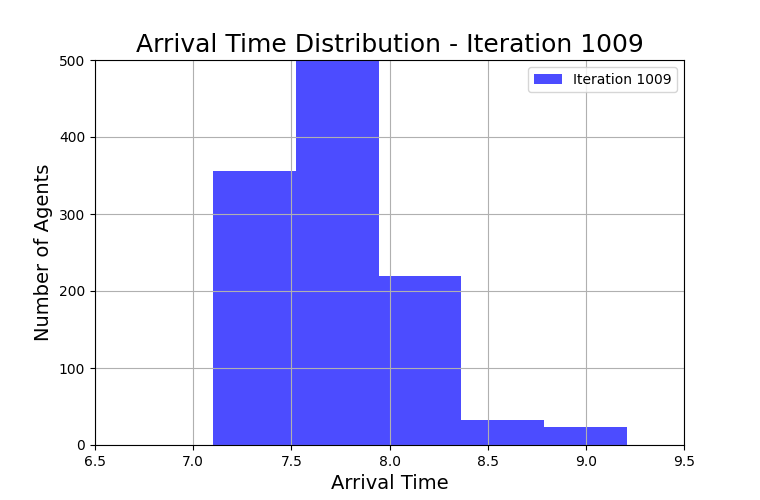 Arrival Time Distribution - Iteration 1009
Iteration 1009
500
400
300
200
100
0
Number of Agents
6.5 7.0 7.5 8.0 8.5 9.0 9.5
Arrival Time